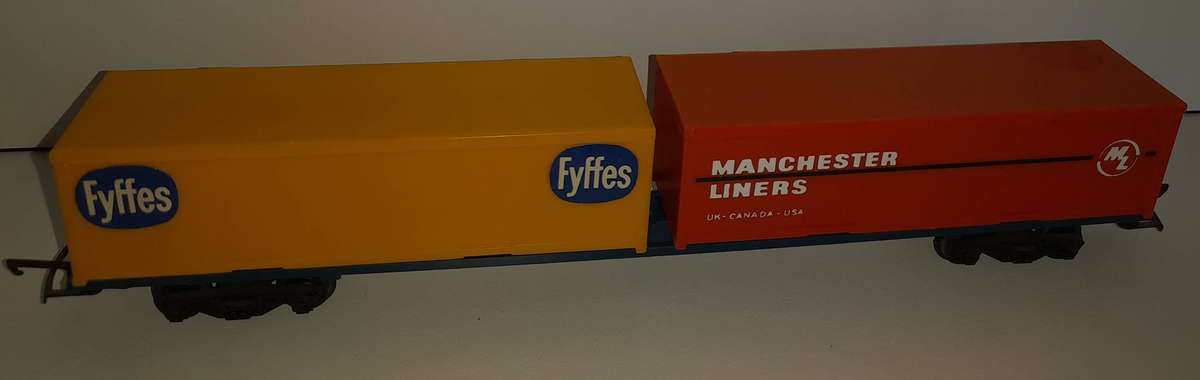 Fyffes
Fyffes
MANCHESTER
LINERS
UK - CANADA - USA
ML